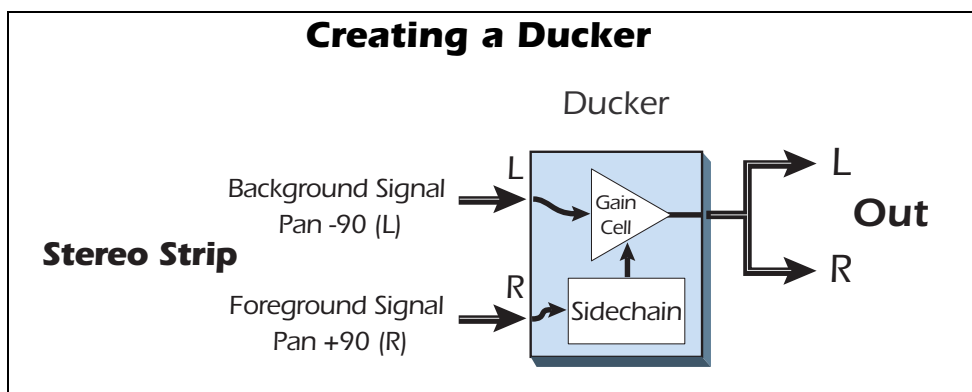 Creating a Ducker
Ducker
L
Background Signal
Pan -90 (L)
Gain
Cell
L
Out
Stereo Strip
R
Foreground Signal
Pan +90 (R)
Sidechain
R